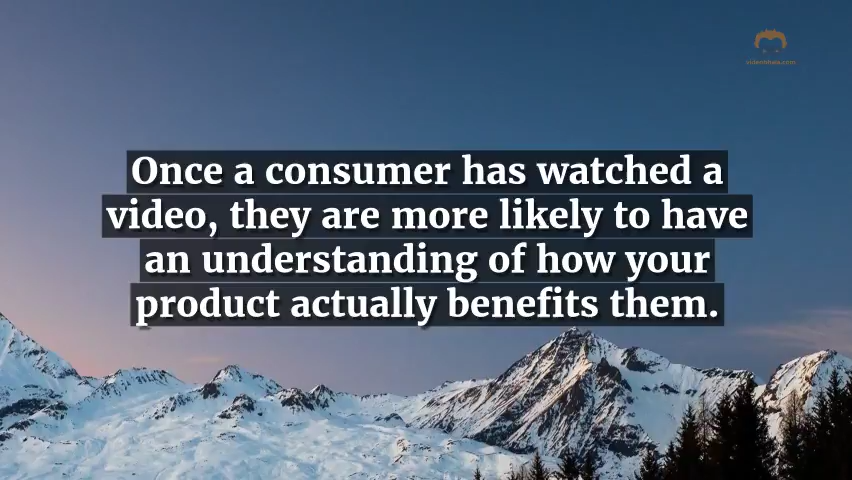 Once a consumer has watched a
video, they are more likely to have
an understanding of how your
product actually benefits them.